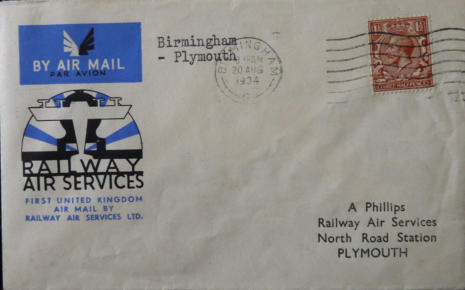 BY AIR MAIL
PAR AVION
RAILWAY
AIR SERVICES
FIRST UNITED KINGDOM
AIR MAIL BY
RAILWAY AIR SERVICES LTD.
Birmingham
- Plymouth
BIRMINGHAM
20 AUG
1934
A Phillips
Railway Air Services
North Road Station
PLYMOUTH